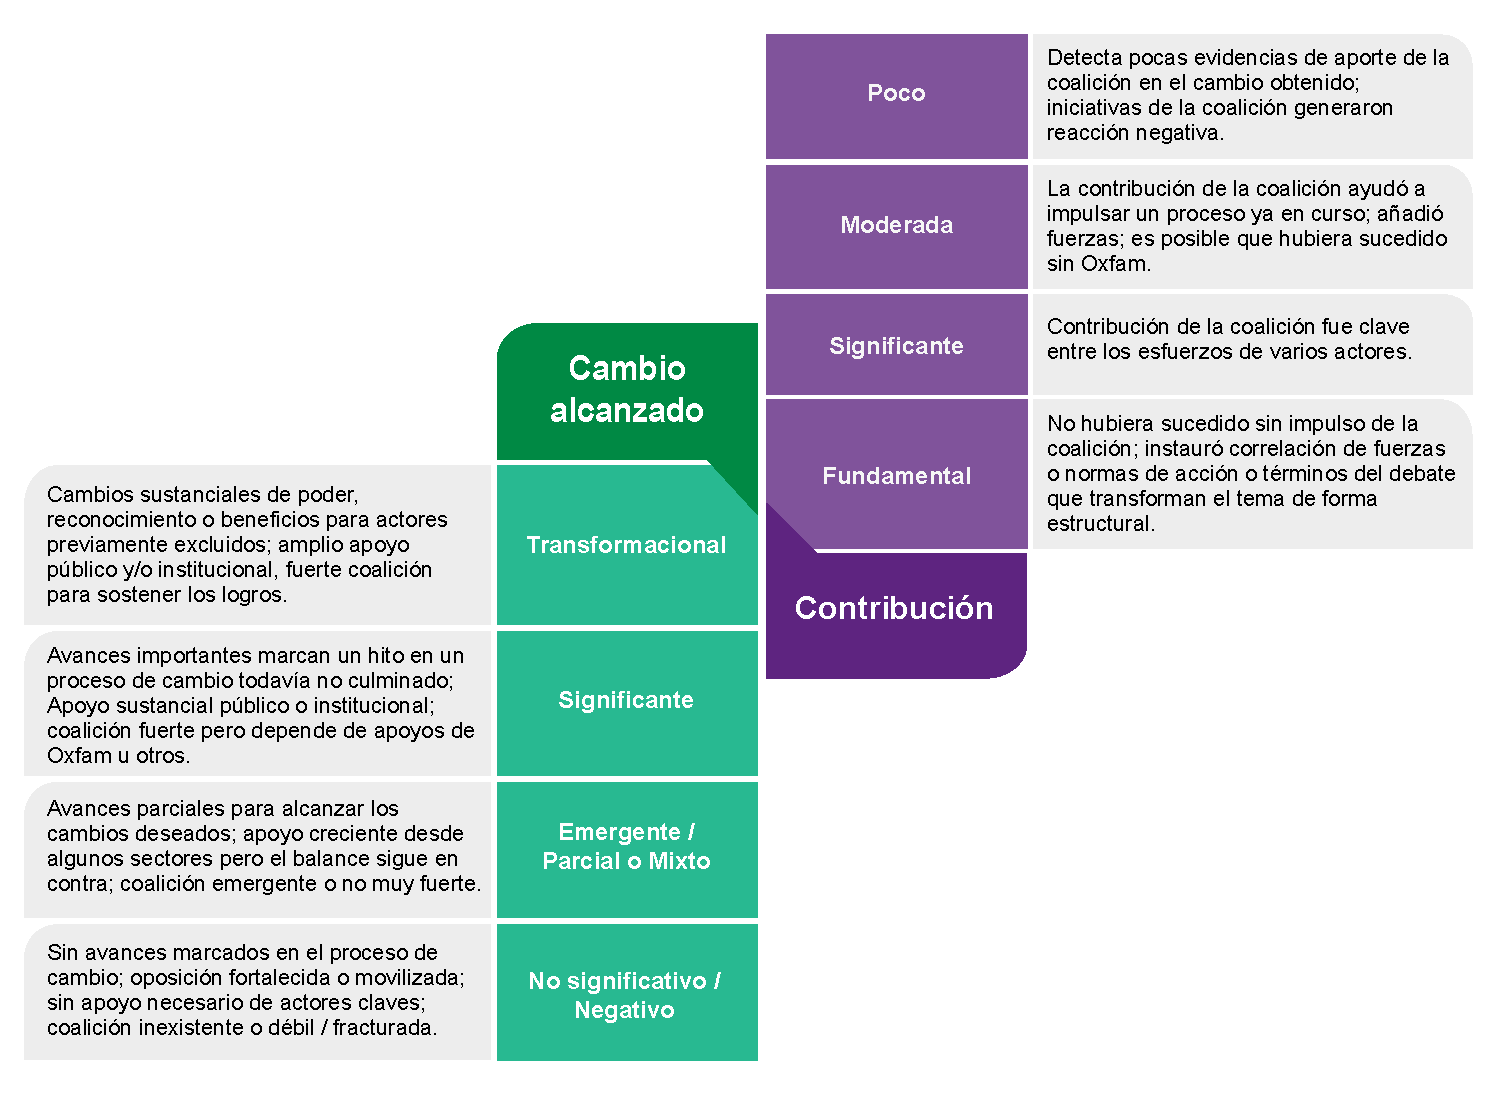 Poco
Detecta pocas evidencias de aporte de la
coalición en el cambio obtenido;
iniciativas de la coalición generaron
reacción negativa.
Moderada
La contribución de la coalición ayudó a
impulsar un proceso ya en curso; añadió
fuerzas; es posible que hubiera sucedido
sin Oxfam.
Significante
Contribución de la coalición fue clave
entre los esfuerzos de varios actores.
Fundamental
No hubiera sucedido sin impulso de la
coalición; instauró correlación de fuerzas
o normas de acción o términos del debate
que transforman el tema de forma
estructural.
Contribución
Cambio
alcanzado
Cambios sustanciales de poder,
reconocimiento o beneficios para actores
previamente excluidos; amplio apoyo
público y/o institucional, fuerte coalición
para sostener los logros.
Transformacional
Avances importantes marcan un hito en un
proceso de cambio todavía no culminado;
Apoyo sustancial público o institucional;
coalición fuerte pero depende de apoyos de
Oxfam u otros.
Significante
Avances parciales para alcanzar los
cambios deseados; apoyo creciente desde
algunos sectores pero el balance sigue en
contra; coalición emergente o no muy fuerte.
Emergente /
Parcial o Mixto
Sin avances marcados en el proceso de
cambio; oposición fortalecida o movilizada;
sin apoyo necesario de actores claves;
coalición inexistente o débil / fracturada.
No significativo /
Negativo